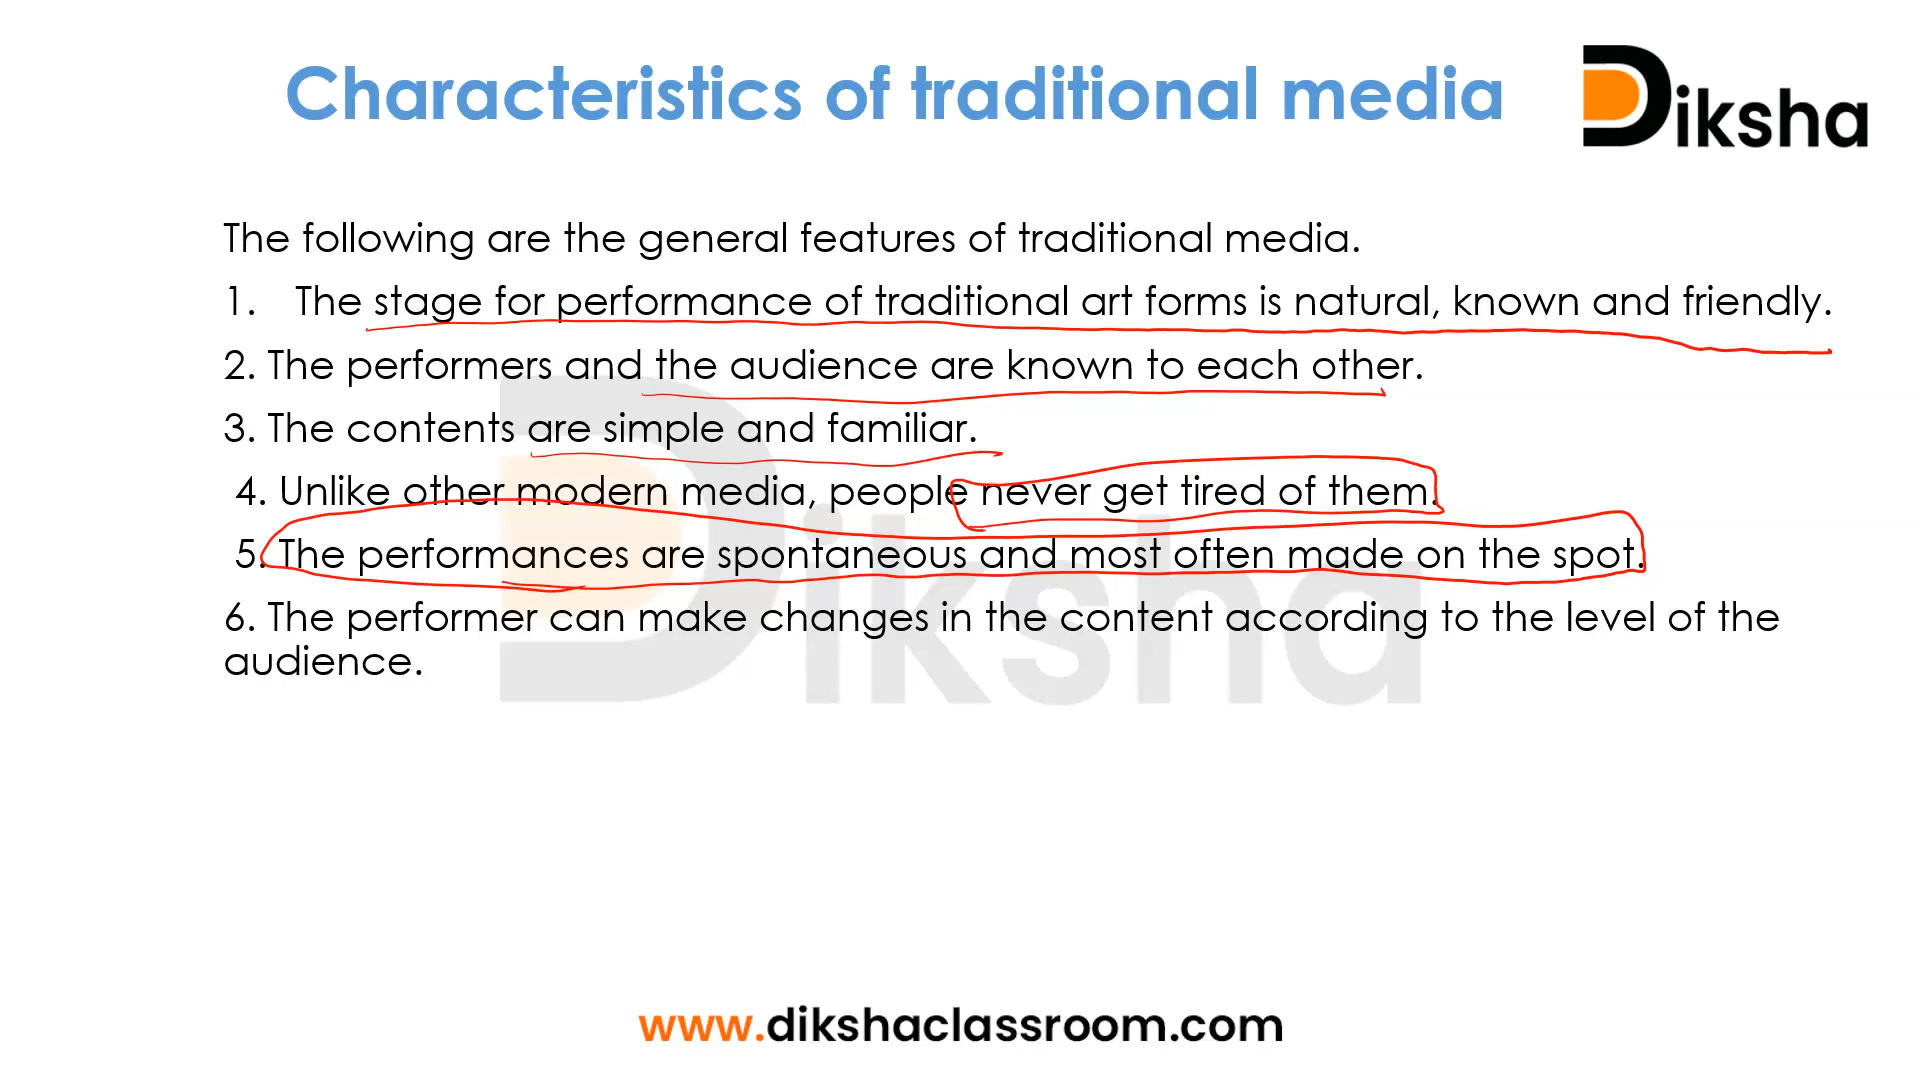 Characteristics of traditional media
Diksha
The following are the general features of traditional media.
1. The stage for performance of traditional art forms is natural, known and friendly.
2. The performers and the audience are known to each other.
3. The contents are simple and familiar.
4. Unlike other modern media, people never get tired of them.
5. The performances are spontaneous and most often made on the spot.
6. The performer can make changes in the content according to the level of the
audience.
Diksha
www.dikshaclassroom.com